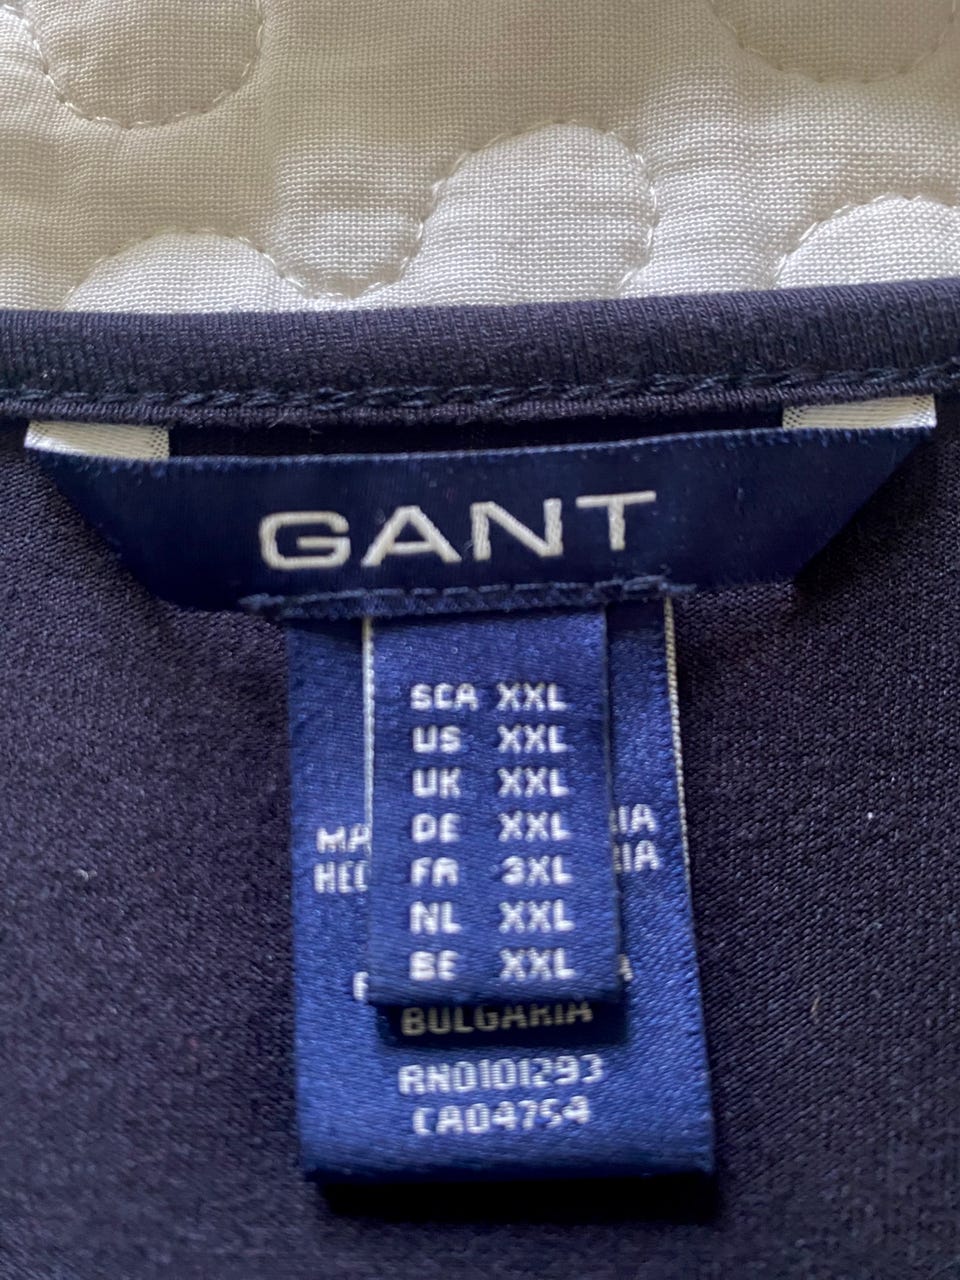 GANT
SCA XXL
US XXL
UK XXL
DE XXL
FR 3XL
NL XXL
BE XXL
BULGARIA
RN0101293
CA04754